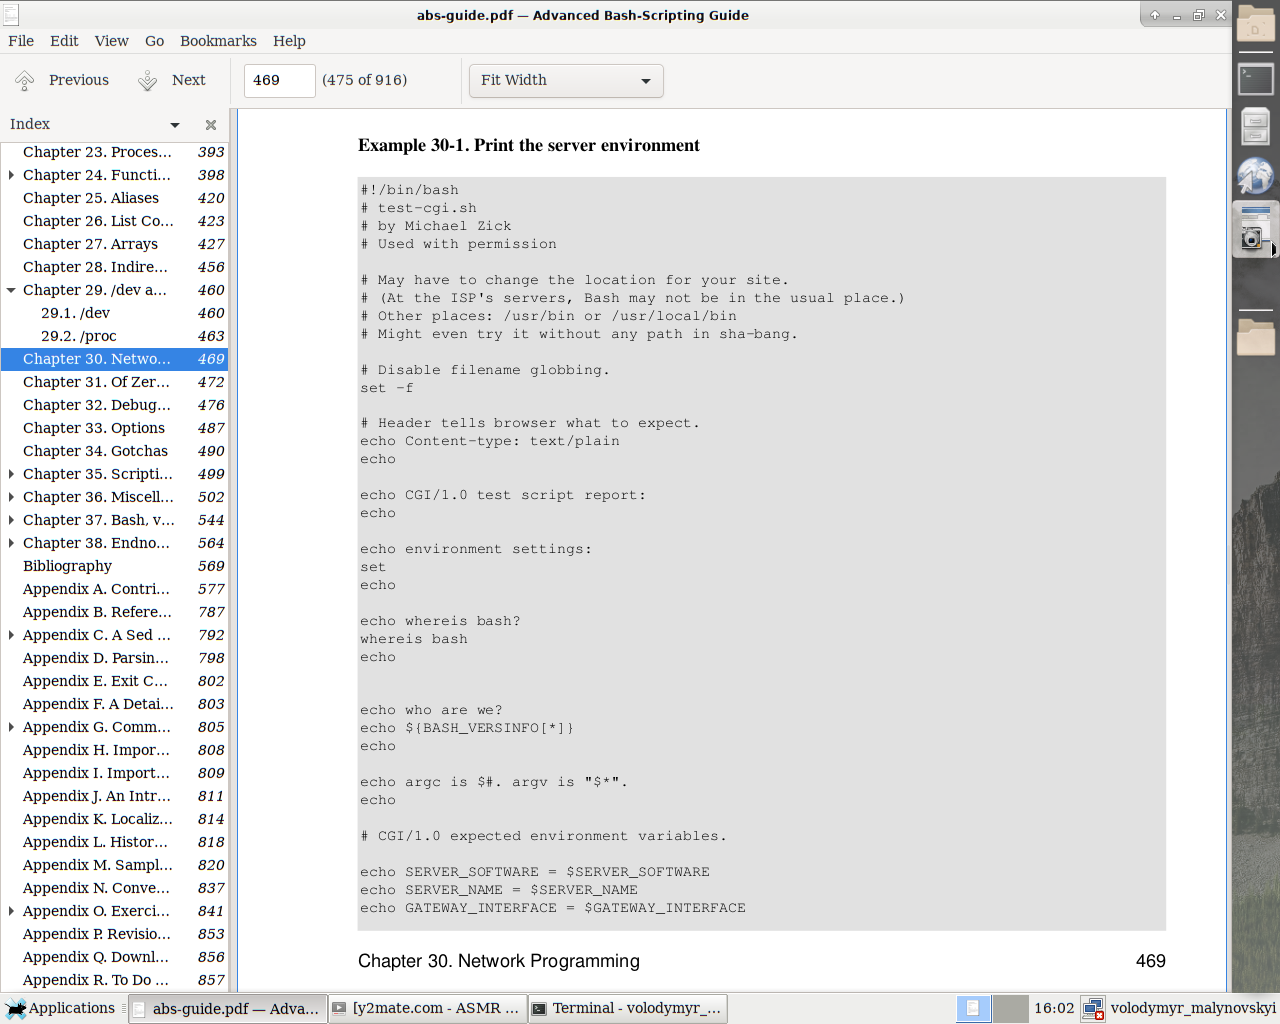 abs-guide.pdf — Advanced Bash-Scripting Guide
File Edit View Go Bookmarks Help
Previous Next 469 (475 of 916) Fit Width
Index
Chapter 23. Proces... 393
Chapter 24. Functi... 398
Chapter 25. Aliases 420
Chapter 26. List Co... 423
Chapter 27. Arrays 427
Chapter 28. Indire... 456
Chapter 29. /dev a... 460
29.1. /dev 460
29.2. /proc 463
Chapter 30. Netwo... 469
Chapter 31. Of Zer... 472
Chapter 32. Debug... 476
Chapter 33. Options 487
Chapter 34. Gotchas 490
Chapter 35. Scripti... 499
Chapter 36. Miscell... 502
Chapter 37. Bash, v... 544
Chapter 38. Endno... 564
Bibliography 569
Appendix A. Contri... 577
Appendix B. Refere... 787
Appendix C. A Sed ... 792
Appendix D. Parsin... 798
Appendix E. Exit C... 802
Appendix F. A Detai... 803
Appendix G. Comm... 805
Appendix H. Impor... 808
Appendix I. Import... 809
Appendix J. An Intr... 811
Appendix K. Localiz... 814
Appendix L. Histor... 818
Appendix M. Sampl... 820
Appendix N. Conve... 837
Appendix O. Exerci... 841
Appendix P. Revisio... 853
Appendix Q. Downl... 856
Appendix R. To Do ... 857
Example 30-1. Print the server environment
#!/bin/bash
# test-cgi.sh
# by Michael Zick
# Used with permission
# May have to change the location for your site.
# (At the ISP's servers, Bash may not be in the usual place.)
# Other places: /usr/bin or /usr/local/bin
# Might even try it without any path in sha-bang.
# Disable filename globbing.
set -f
# Header tells browser what to expect.
echo Content-type: text/plain
echo
echo CGI/1.0 test script report:
echo
echo environment settings:
set
echo
echo whereis bash?
whereis bash
echo
echo who are we?
echo ${BASH_VERSINFO[*]}
echo
echo argc is $#. argv is "$*".
echo
# CGI/1.0 expected environment variables.
echo SERVER_SOFTWARE = $SERVER_SOFTWARE
echo SERVER_NAME = $SERVER_NAME
echo GATEWAY_INTERFACE = $GATEWAY_INTERFACE
Chapter 30. Network Programming 469
Applications abs-guide.pdf — Adva... [y2mate.com - ASMR ... Terminal - volodymyr_... 16:02 volodymyr_malynovskyi